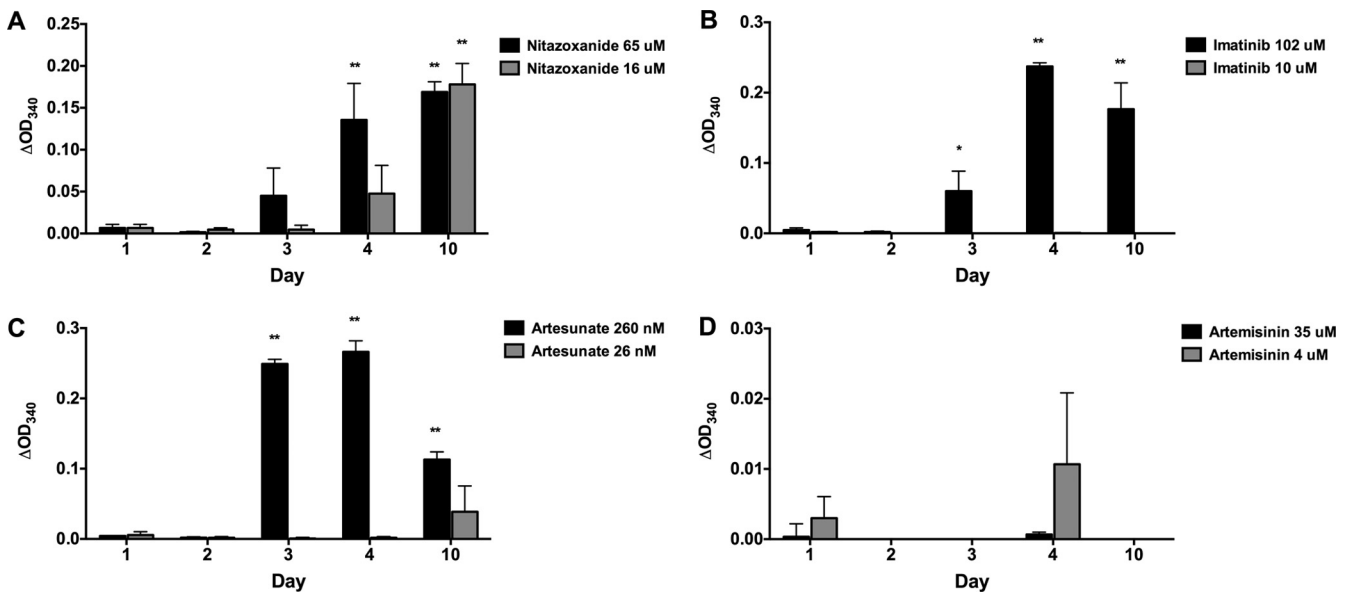 A
0.25
0.20
0.15
0.10
0.05
0.00
ΔOD340
** ** **
1 2 3 4 10
Day
Nitazoxanide 65 uM
Nitazoxanide 16 uM
B
0.3
0.2
0.1
0.0
ΔOD340
* ** **
1 2 3 4 10
Day
Imatinib 102 uM
Imatinib 10 uM
C
0.3
0.2
0.1
0.0
ΔOD340
** ** **
1 2 3 4 10
Day
Artesunate 260 nM
Artesunate 26 nM
D
0.03
0.02
0.01
0.00
ΔOD340
1 2 3 4 10
Day
Artemisinin 35 uM
Artemisinin 4 uM